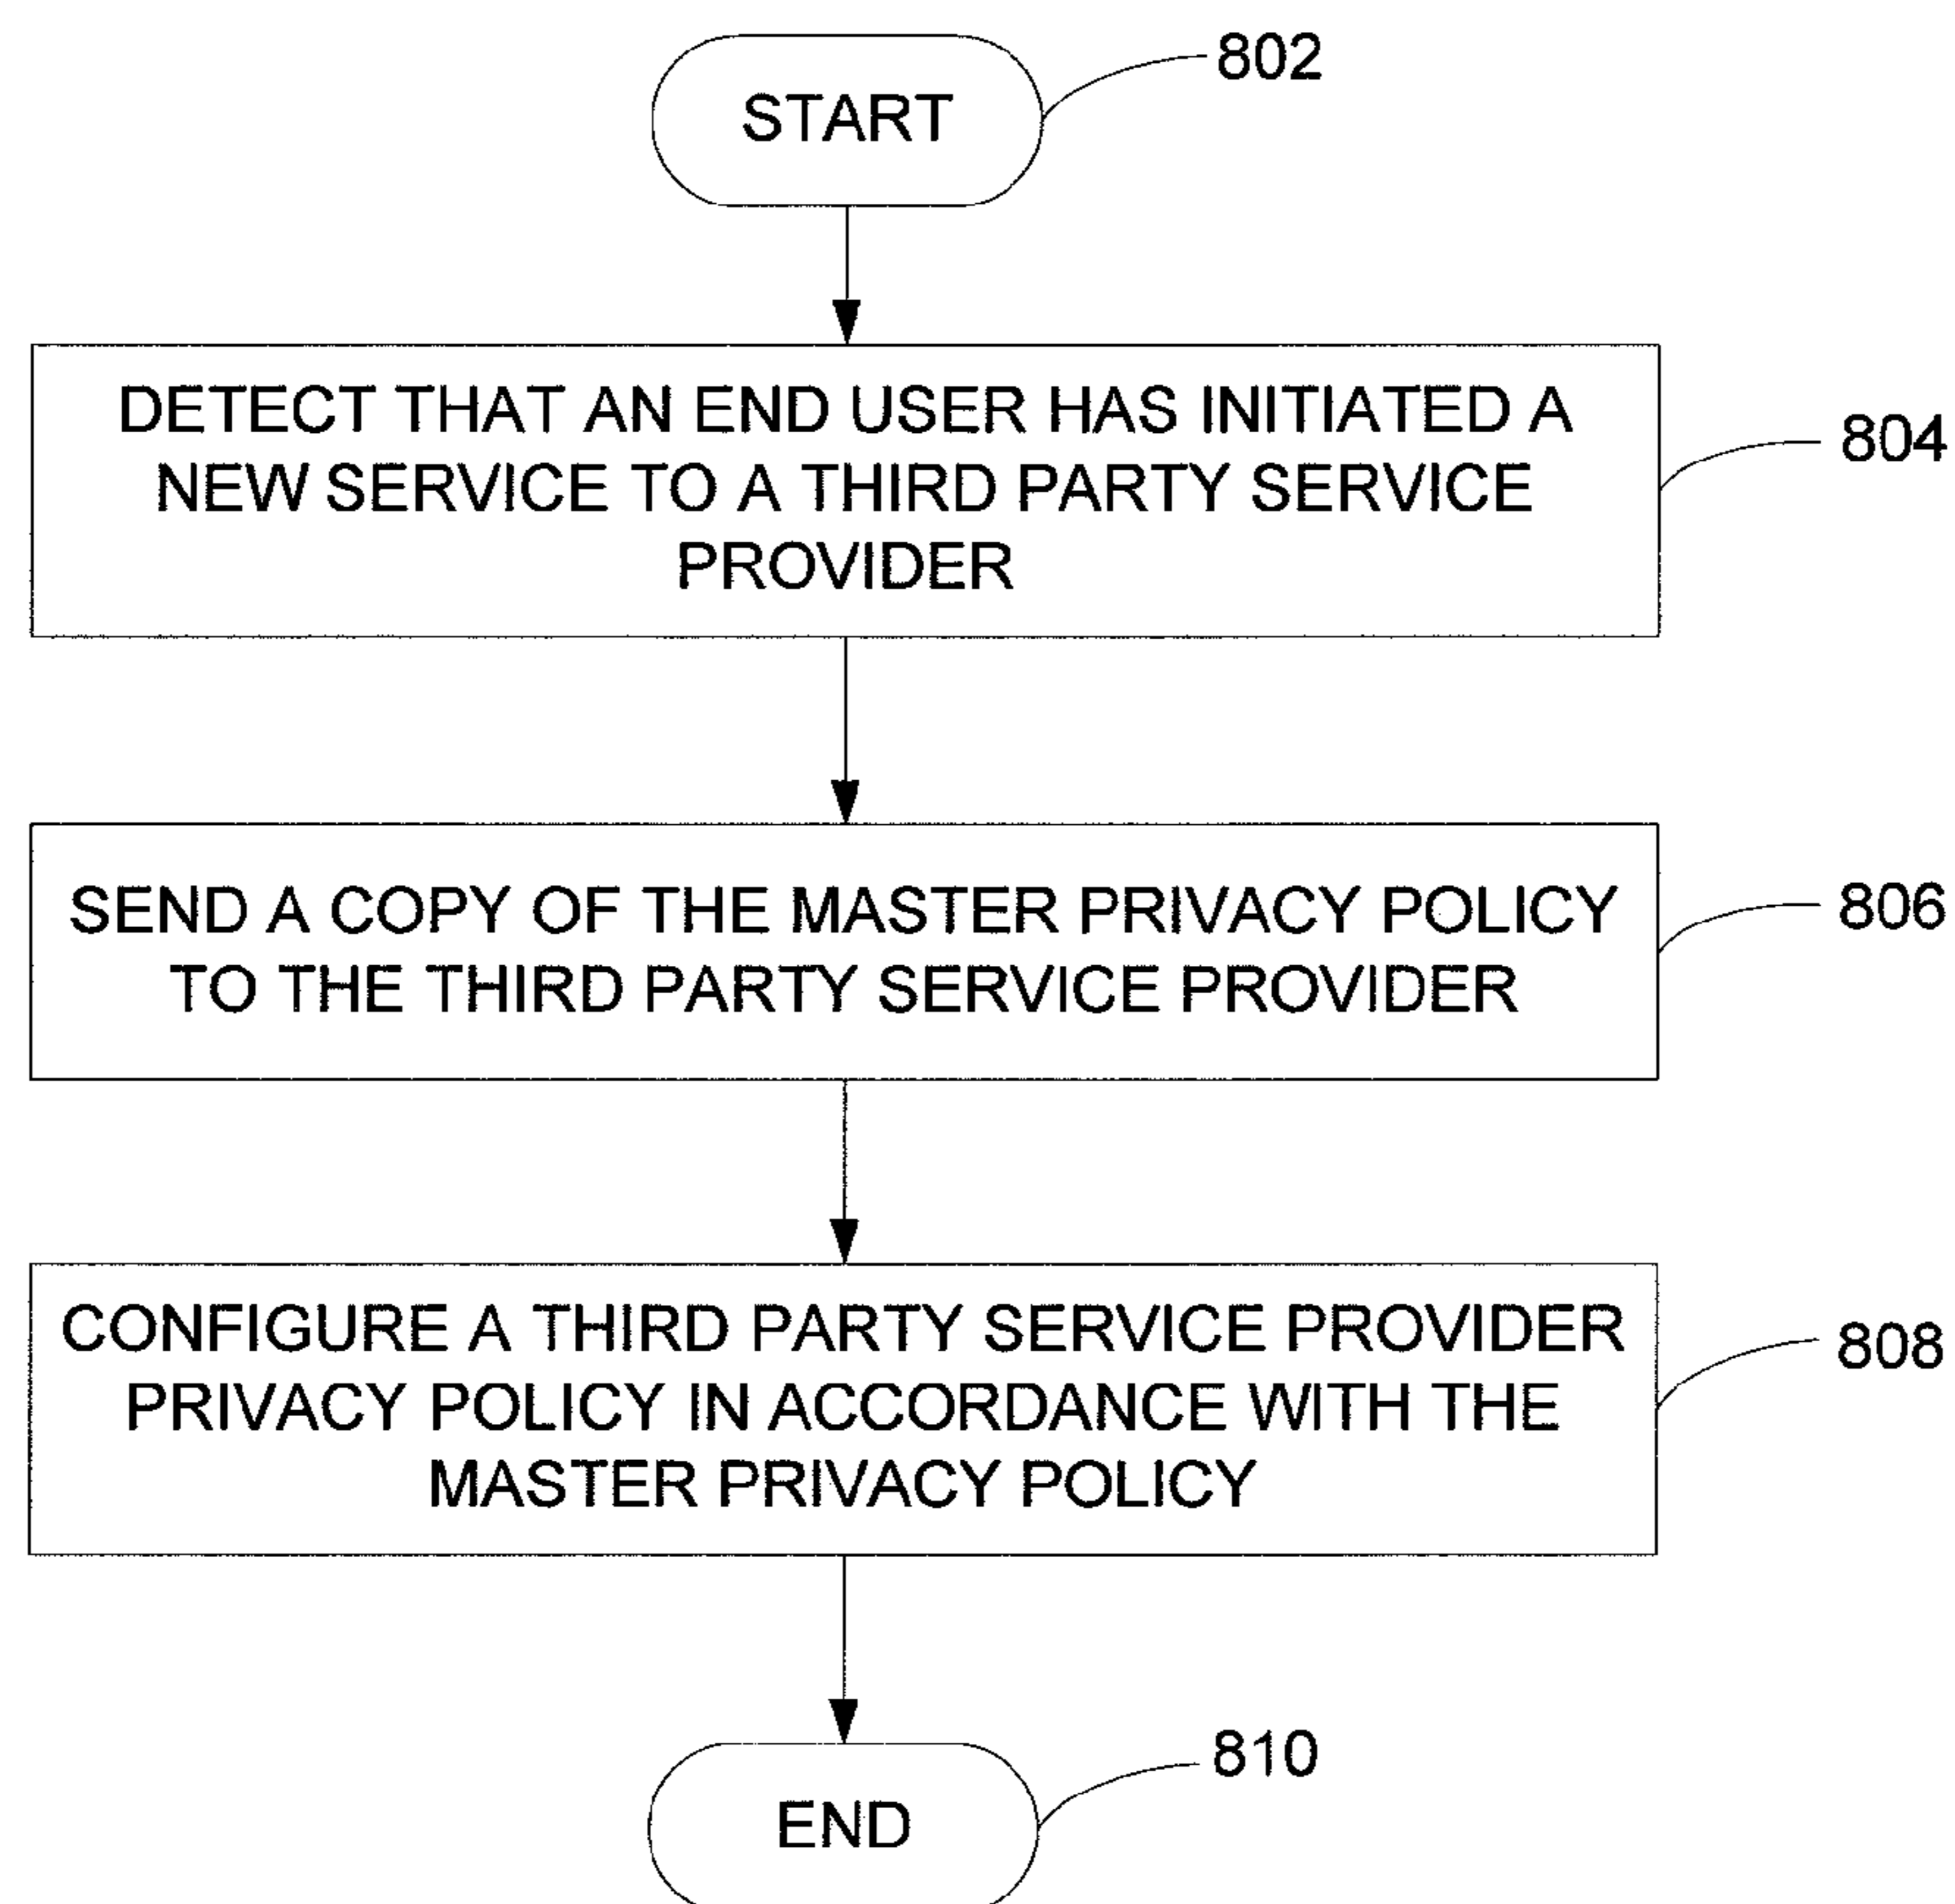 802
START
DETECT THAT AN END USER HAS INITIATED A
NEW SERVICE TO A THIRD PARTY SERVICE
PROVIDER
804
SEND A COPY OF THE MASTER PRIVACY POLICY
TO THE THIRD PARTY SERVICE PROVIDER
806
CONFIGURE A THIRD PARTY SERVICE PROVIDER
PRIVACY POLICY IN ACCORDANCE WITH THE
MASTER PRIVACY POLICY
808
810
END